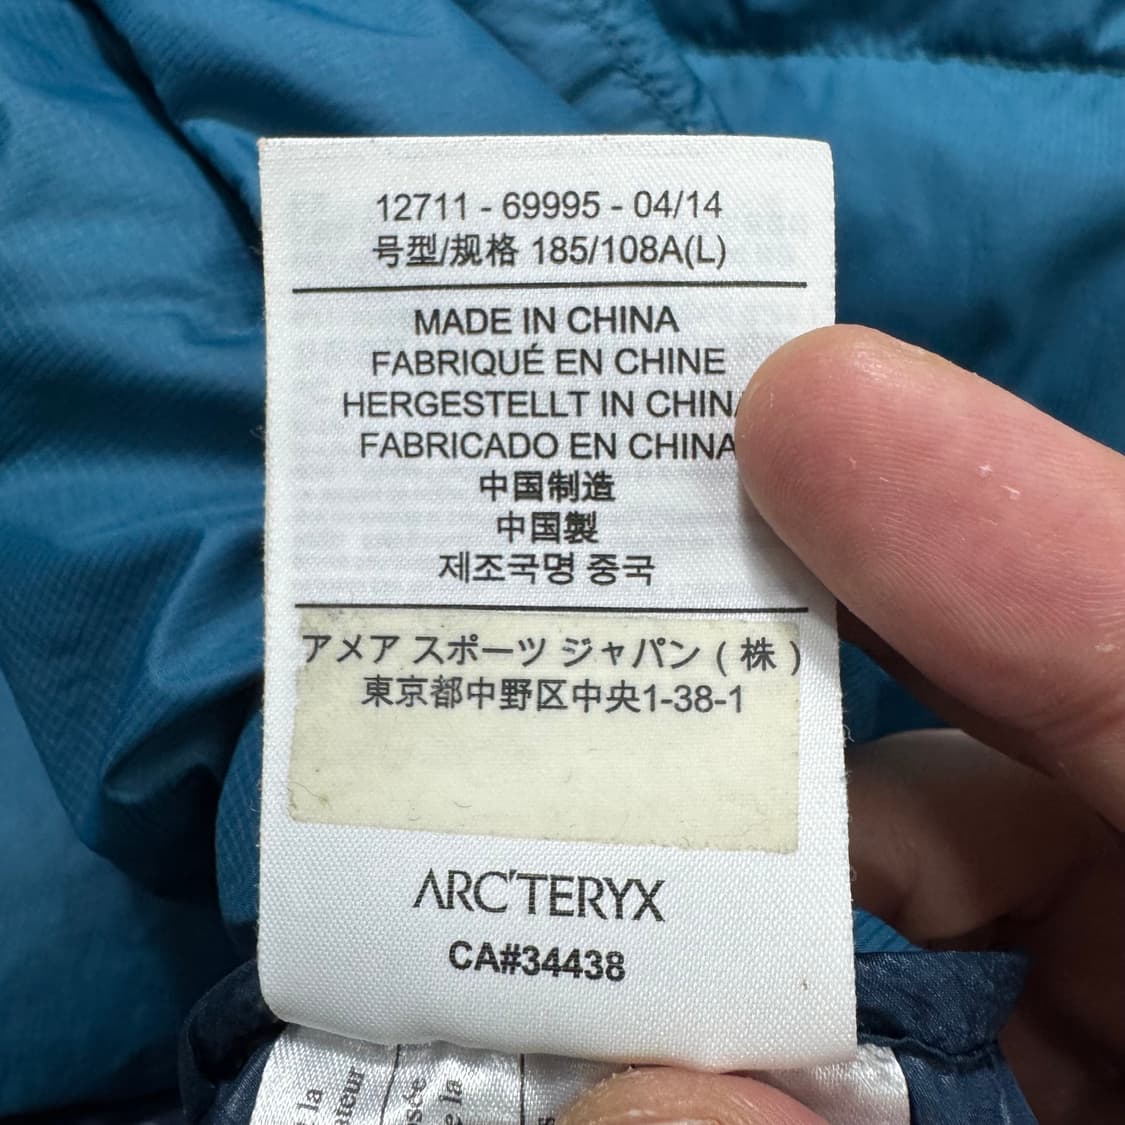 12711 - 69995 - 04/14
号型/规格 185/108A(L)
MADE IN CHINA
FABRIQUÉ EN CHINE
HERGESTELLT IN CHINA
FABRICADO EN CHINA
中国制造
中国製
제조국명 중국
アメア スポーツ ジャパン ( 株 )
東京都中野区中央1-38-1
ARC'TERYX
CA#34438
la